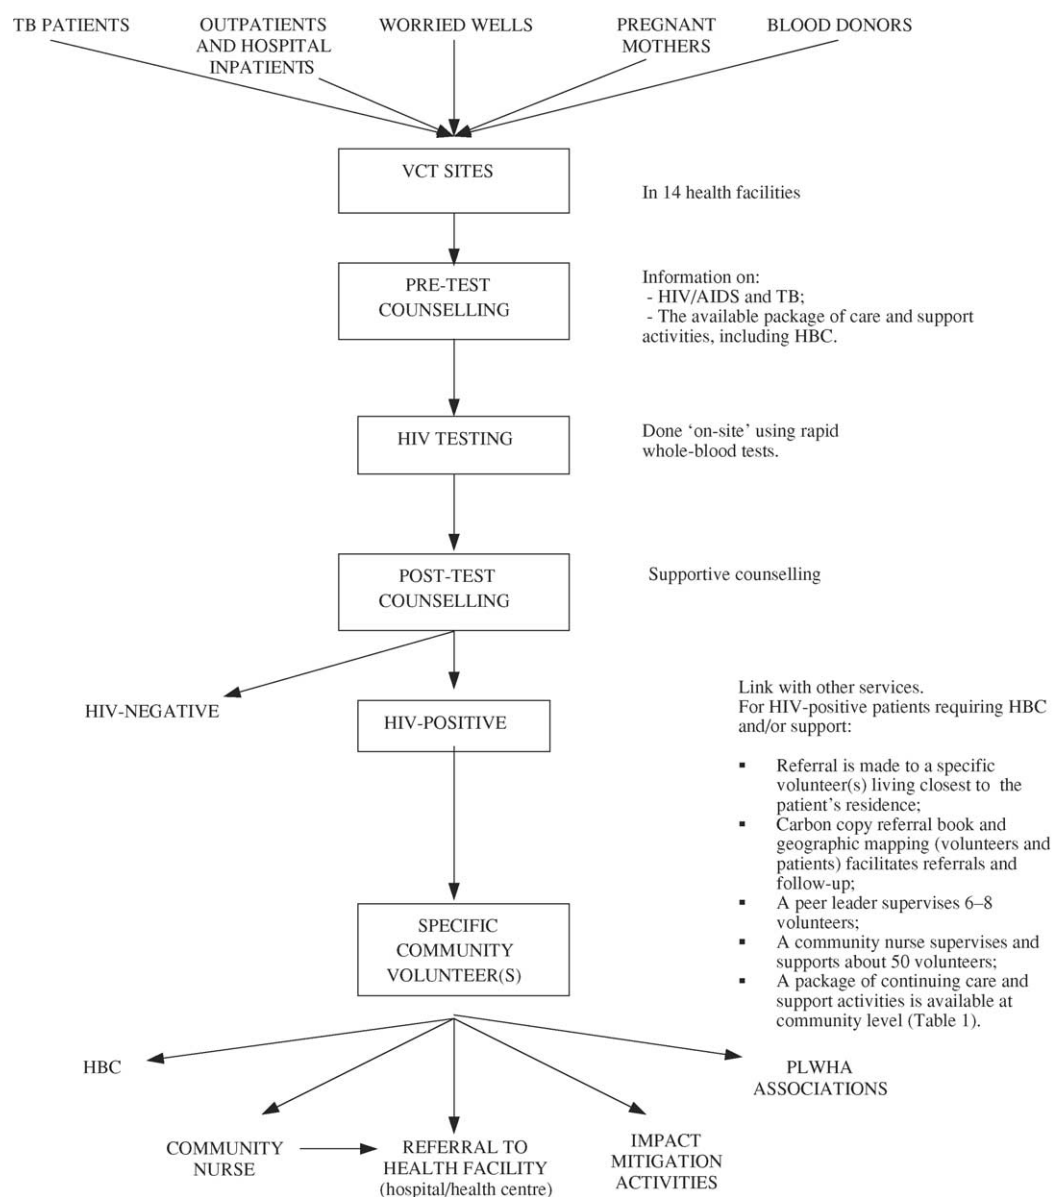 TB PATIENTS
OUTPATIENTS
AND HOSPITAL
INPATIENTS
WORRIED WELLS
PREGNANT
MOTHERS
BLOOD DONORS
VCT SITES
In 14 health facilities
PRE-TEST
COUNSELLING
Information on:
- HIV/AIDS and TB;
- The available package of care and support
activities, including HBC.
HIV TESTING
Done ‘on-site’ using rapid
whole-blood tests.
POST-TEST
COUNSELLING
Supportive counselling
HIV-NEGATIVE
HIV-POSITIVE
Link with other services.
For HIV-positive patients requiring HBC
and/or support:
▪ Referral is made to a specific
volunteer(s) living closest to the
patient’s residence;
▪ Carbon copy referral book and
geographic mapping (volunteers and
patients) facilitates referrals and
follow-up;
▪ A peer leader supervises 6–8
volunteers;
▪ A community nurse supervises and
supports about 50 volunteers;
▪ A package of continuing care and
support activities is available at
community level (Table 1).
SPECIFIC
COMMUNITY
VOLUNTEER(S)
HBC
PLWHA
ASSOCIATIONS
COMMUNITY
NURSE
REFERRAL TO
HEALTH FACILITY
(hospital/health centre)
IMPACT
MITIGATION
ACTIVITIES